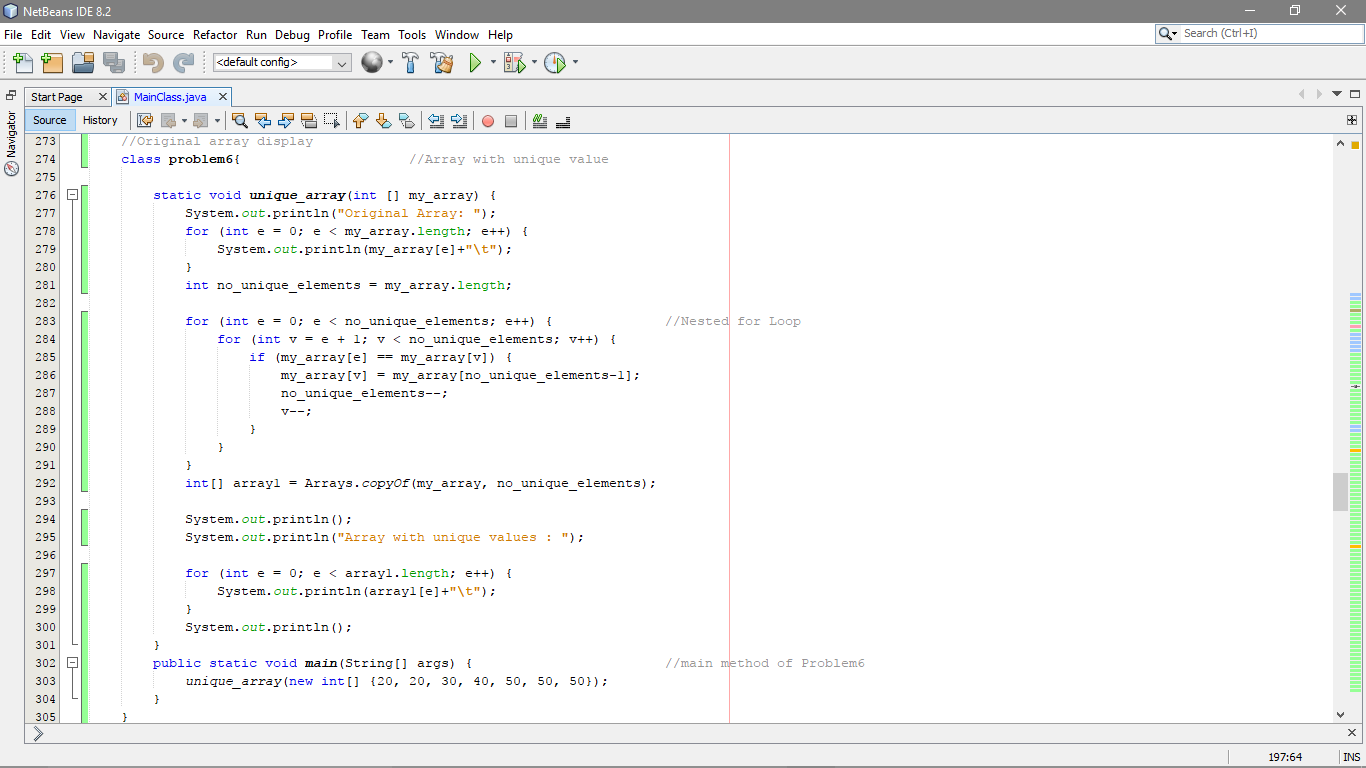 NetBeans IDE 8.2
File Edit View Navigate Source Refactor Run Debug Profile Team Tools Window Help
Search (Ctrl+I)
<default config>
Start Page
MainClass.java
Navigator
Source History
273 //Original array display
274 class problem6{ //Array with unique value
275
276 static void unique_array(int [] my_array) {
277 System.out.println("Original Array: ");
278 for (int e = 0; e < my_array.length; e++) {
279 System.out.println(my_array[e]+"\t");
280 }
281 int no_unique_elements = my_array.length;
282
283 for (int e = 0; e < no_unique_elements; e++) { //Nested for Loop
284 for (int v = e + 1; v < no_unique_elements; v++) {
285 if (my_array[e] == my_array[v]) {
286 my_array[v] = my_array[no_unique_elements-1];
287 no_unique_elements--;
288 v--;
289 }
290 }
291 }
292 int[] array1 = Arrays.copyOf(my_array, no_unique_elements);
293
294 System.out.println();
295 System.out.println("Array with unique values : ");
296
297 for (int e = 0; e < array1.length; e++) {
298 System.out.println(array1[e]+"\t");
299 }
300 System.out.println();
301 }
302 public static void main(String[] args) { //main method of Problem6
303 unique_array(new int[] {20, 20, 30, 40, 50, 50, 50});
304 }
305 }
197:64 INS